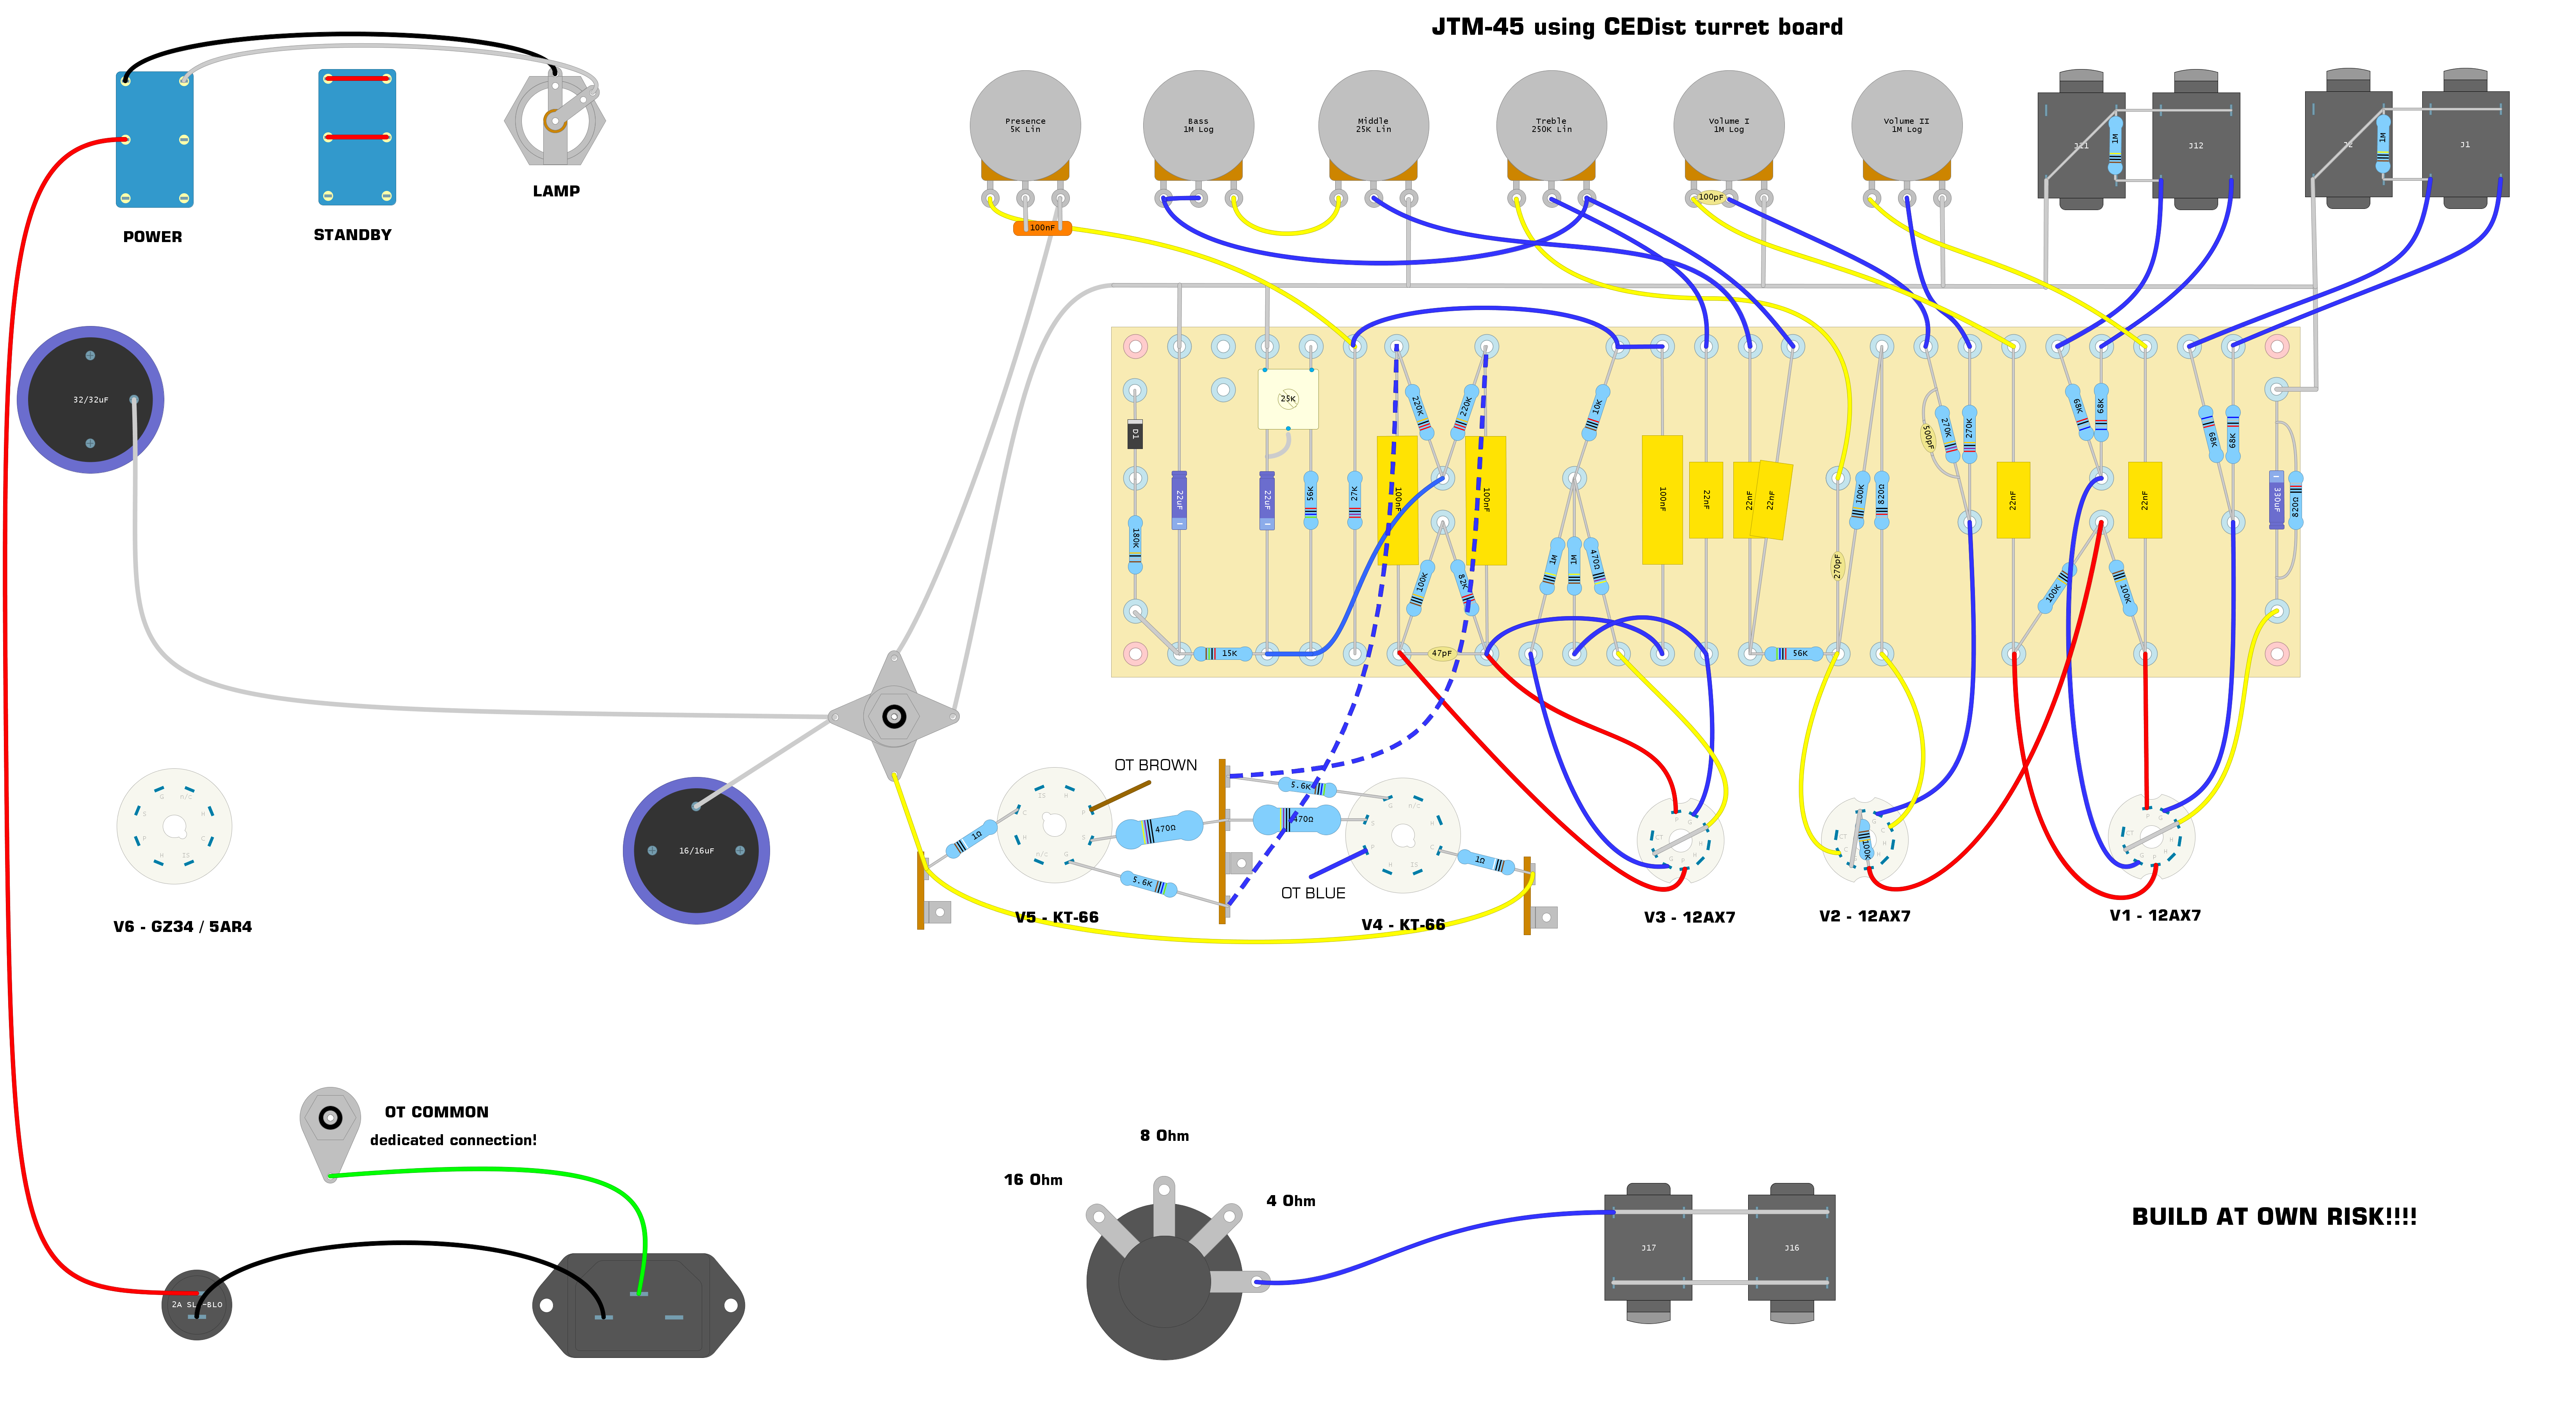 JTM-45 using CEDist turret board
POWER
STANDBY
LAMP
Presence
5K Lin
Bass
1M Log
Middle
25K Lin
Treble
250K Lin
Volume I
1M Log
Volume II
1M Log
J11
1M
J12
J2
1M
J1
100nF
100pF
32/32uF
D1
180K
22uF
25K
22uF
56K
27K
220K
220K
100nF
100nF
100K
82K
10K
1M
1M
470Ω
100nF
22nF
22nF
22nF
270pF
100K
820Ω
500pF
270K
270K
22nF
68K
68K
100K
100K
22nF
68K
68K
330uF
820Ω
15K
47pF
56K
OT BROWN
5.6K
1Ω
470Ω
470Ω
5.6K
1Ω
100K
16/16uF
OT BLUE
V6 - GZ34 / 5AR4
V5 - KT-66
V4 - KT-66
V3 - 12AX7
V2 - 12AX7
V1 - 12AX7
OT COMMON
dedicated connection!
8 Ohm
16 Ohm
4 Ohm
J17
J16
BUILD AT OWN RISK!!!!
2A SLO-BLO